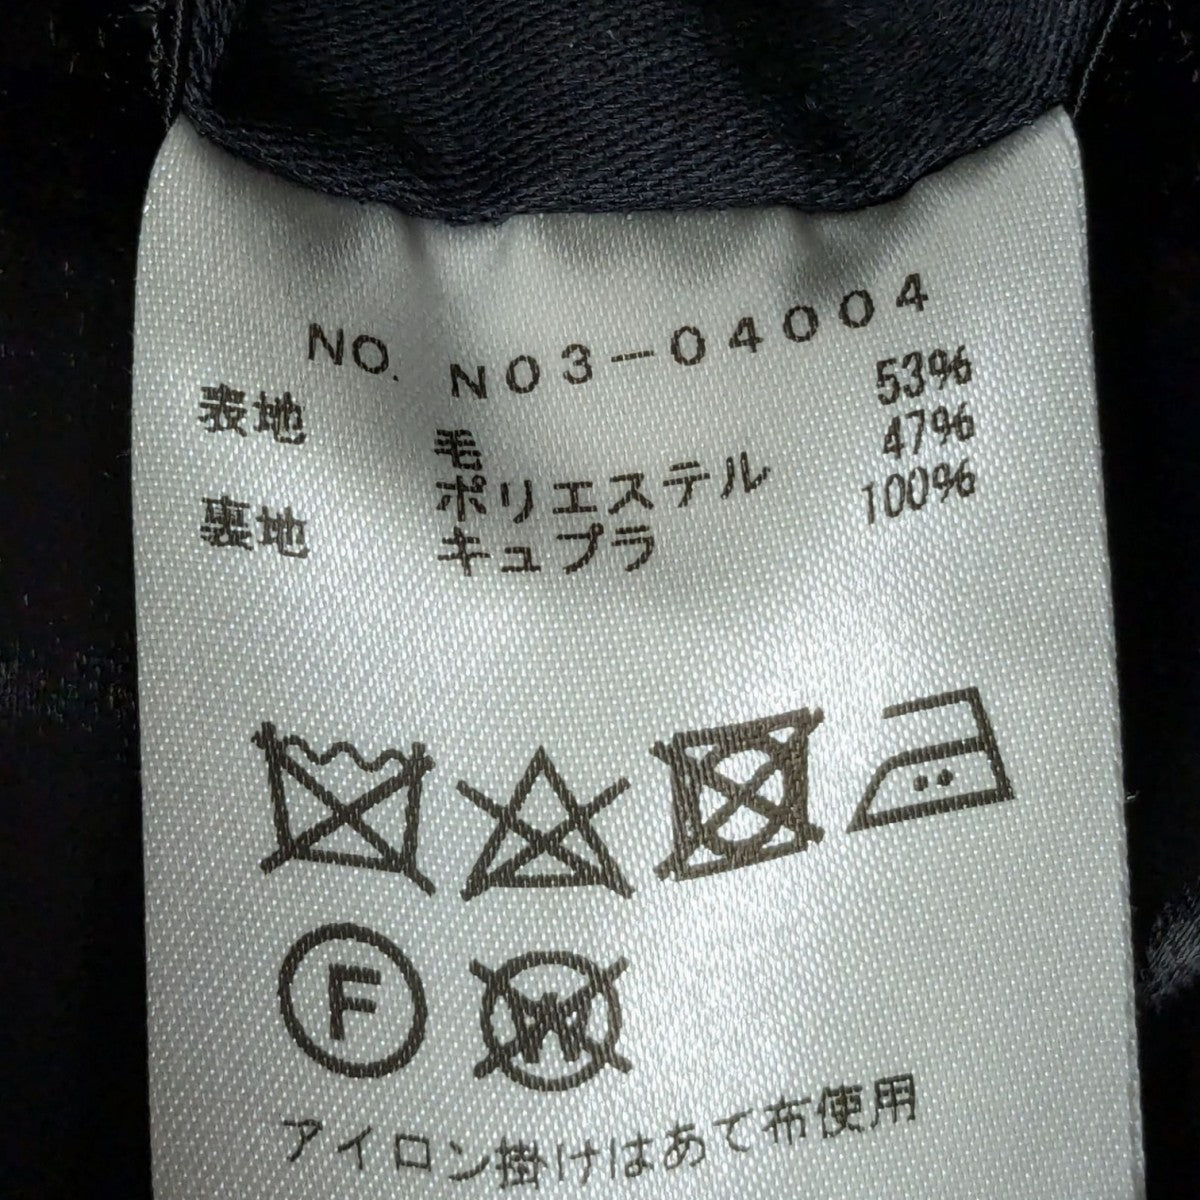 NO. N03-04004
表地 毛 53%
ポリエステル 47%
裏地 キュプラ 100%
F
W
アイロン掛けはあて布使用